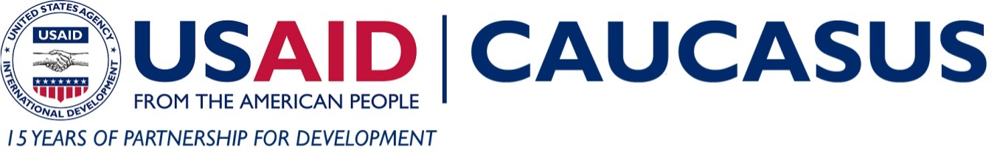 UNITED STATES AGENCY
USAID
INTERNATIONAL DEVELOPMENT
USAID
FROM THE AMERICAN PEOPLE
CAUCASUS
15 YEARS OF PARTNERSHIP FOR DEVELOPMENT